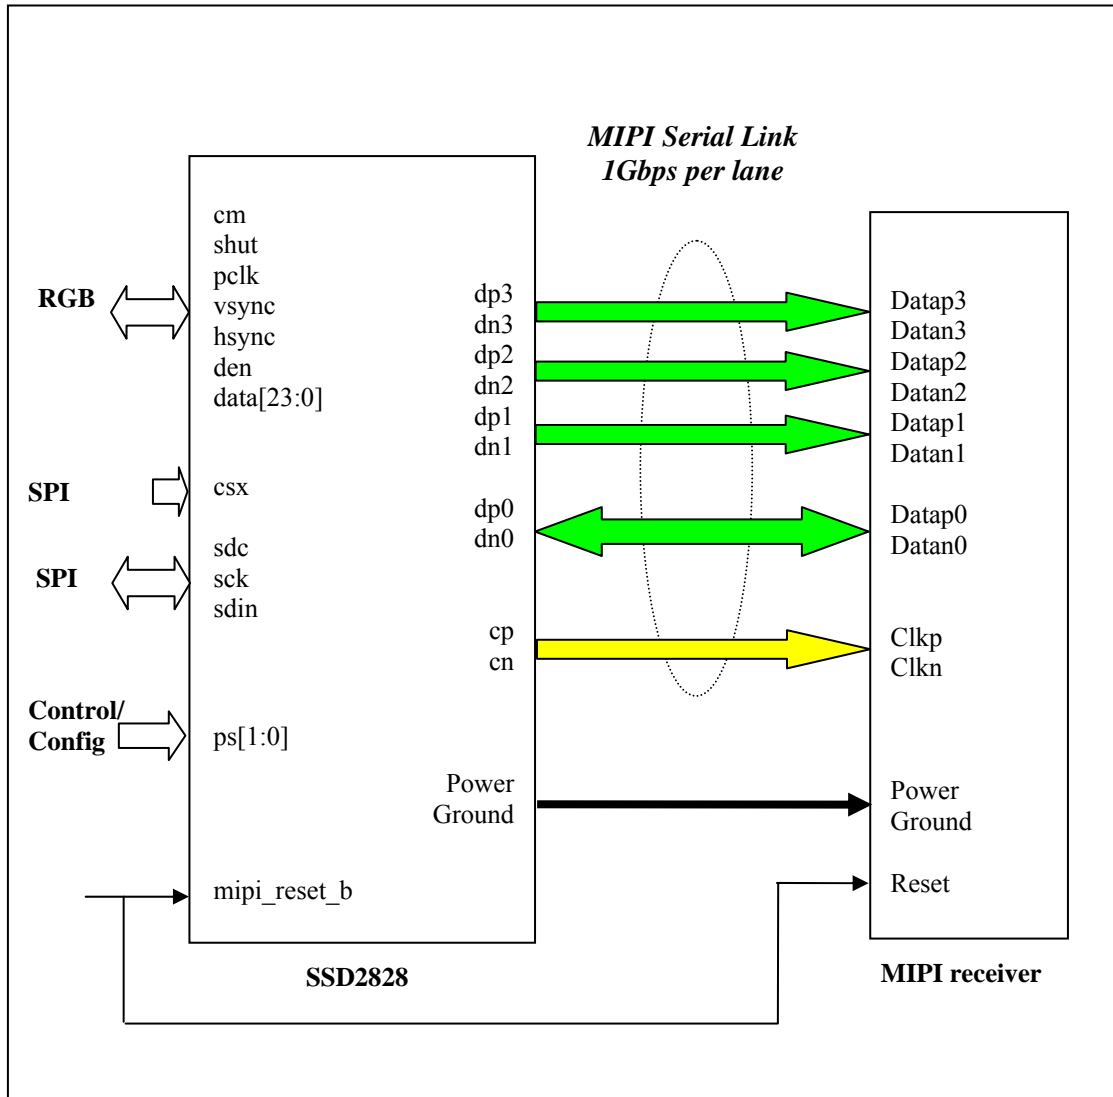 MIPI Serial Link
1Gbps per lane
RGB
cm
shut
pclk
vsync
hsync
den
data[23:0]
SPI
csx
SPI
sdc
sck
sdin
Control/
Config
ps[1:0]
mipi_reset_b
dp3
dn3
dp2
dn2
dp1
dn1
dp0
dn0
cp
cn
Power
Ground
SSD2828
Datap3
Datan3
Datap2
Datan2
Datap1
Datan1
Datap0
Datan0
Clkp
Clkn
Power
Ground
Reset
MIPI receiver